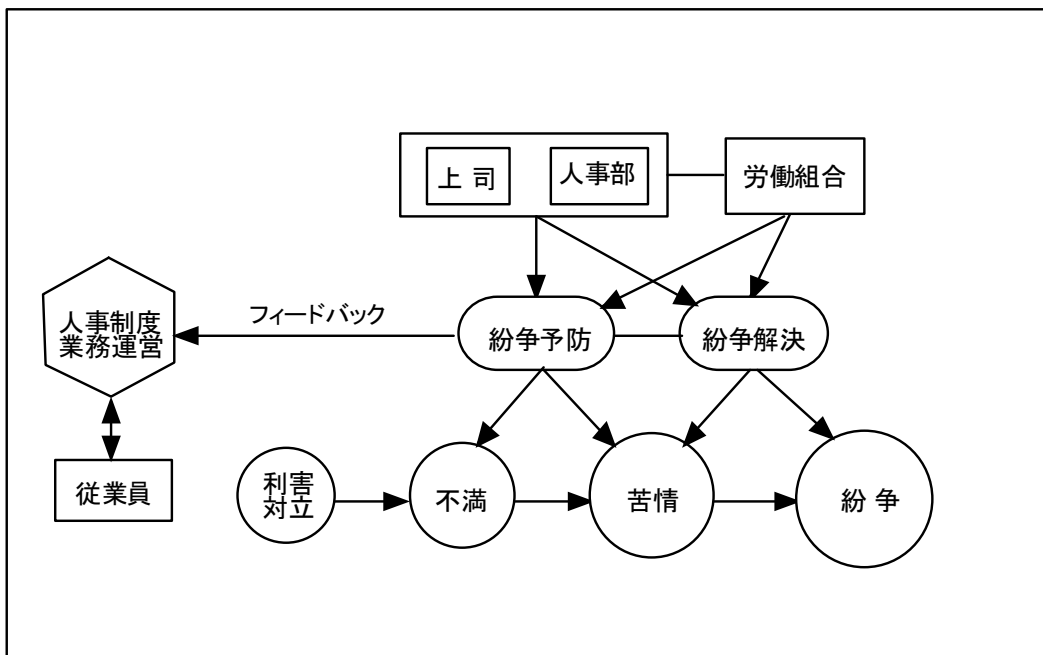 上司
人事部
労働組合
人事制度
業務運営
フィードバック
紛争予防
紛争解決
従業員
利害
対立
不満
苦情
紛争